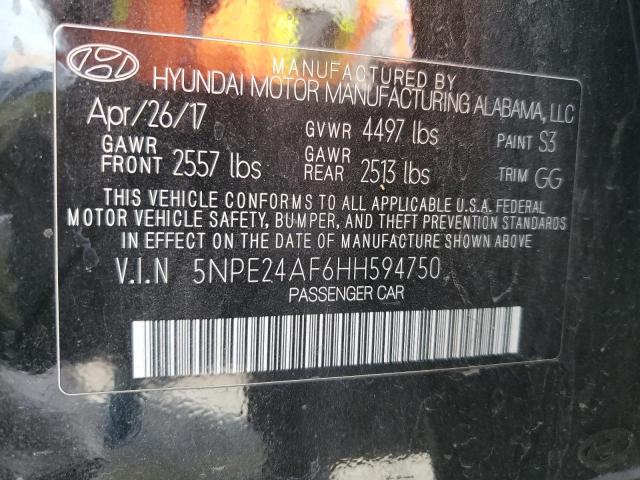 MANUFACTURED BY
HYUNDAI MOTOR MANUFACTURING ALABAMA, LLC
Apr/26/17 GVWR 4497 lbs PAINT S3
GAWR FRONT 2557 lbs GAWR REAR 2513 lbs TRIM GG
THIS VEHICLE CONFORMS TO ALL APPLICABLE U.S.A. FEDERAL
MOTOR VEHICLE SAFETY, BUMPER, AND THEFT PREVENTION STANDARDS
IN EFFECT ON THE DATE OF MANUFACTURE SHOWN ABOVE.
V.I.N 5NPE24AF6HH594750
PASSENGER CAR